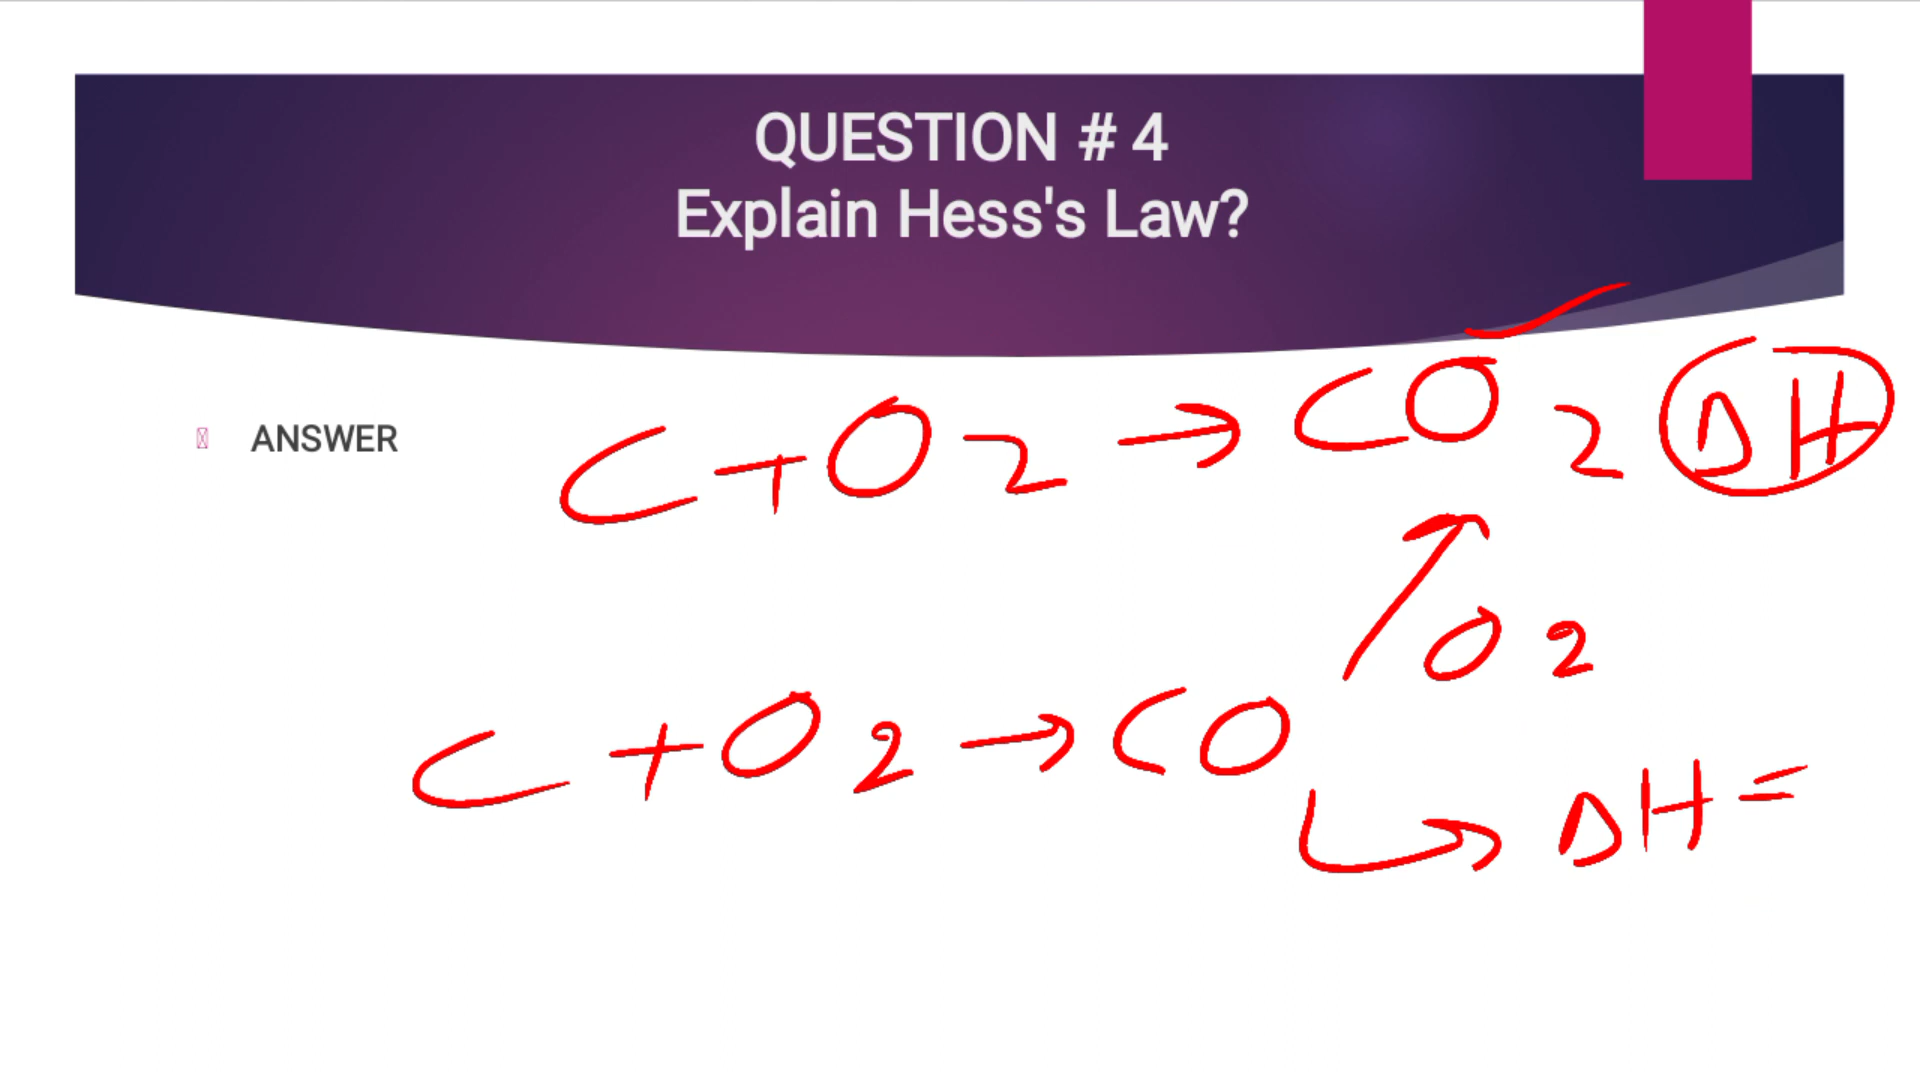 QUESTION # 4
Explain Hess's Law?
ANSWER
C + O2 → CO2 ΔH
O2
C + O2 → CO
ΔH =